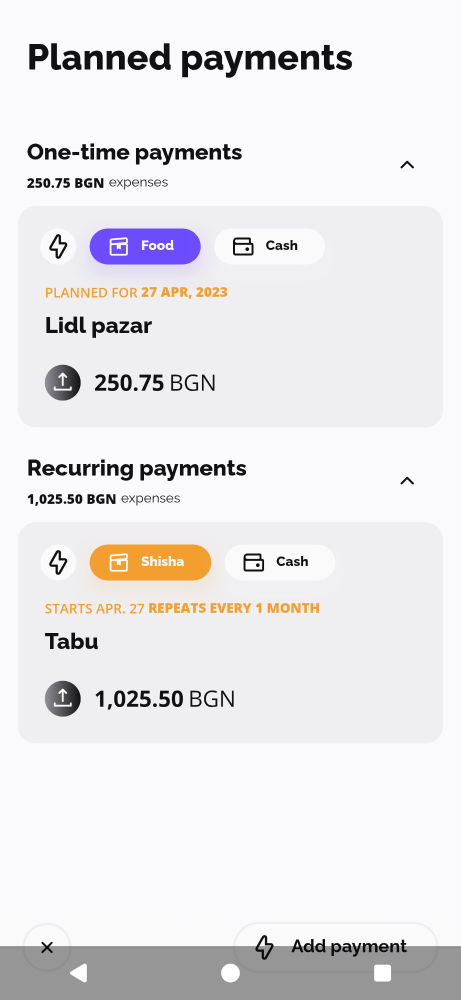 Planned payments
One-time payments
250.75 BGN expenses
Food Cash
PLANNED FOR 27 APR, 2023
Lidl pazar
250.75 BGN
Recurring payments
1,025.50 BGN expenses
Shisha Cash
STARTS APR. 27 REPEATS EVERY 1 MONTH
Tabu
1,025.50 BGN
Add payment